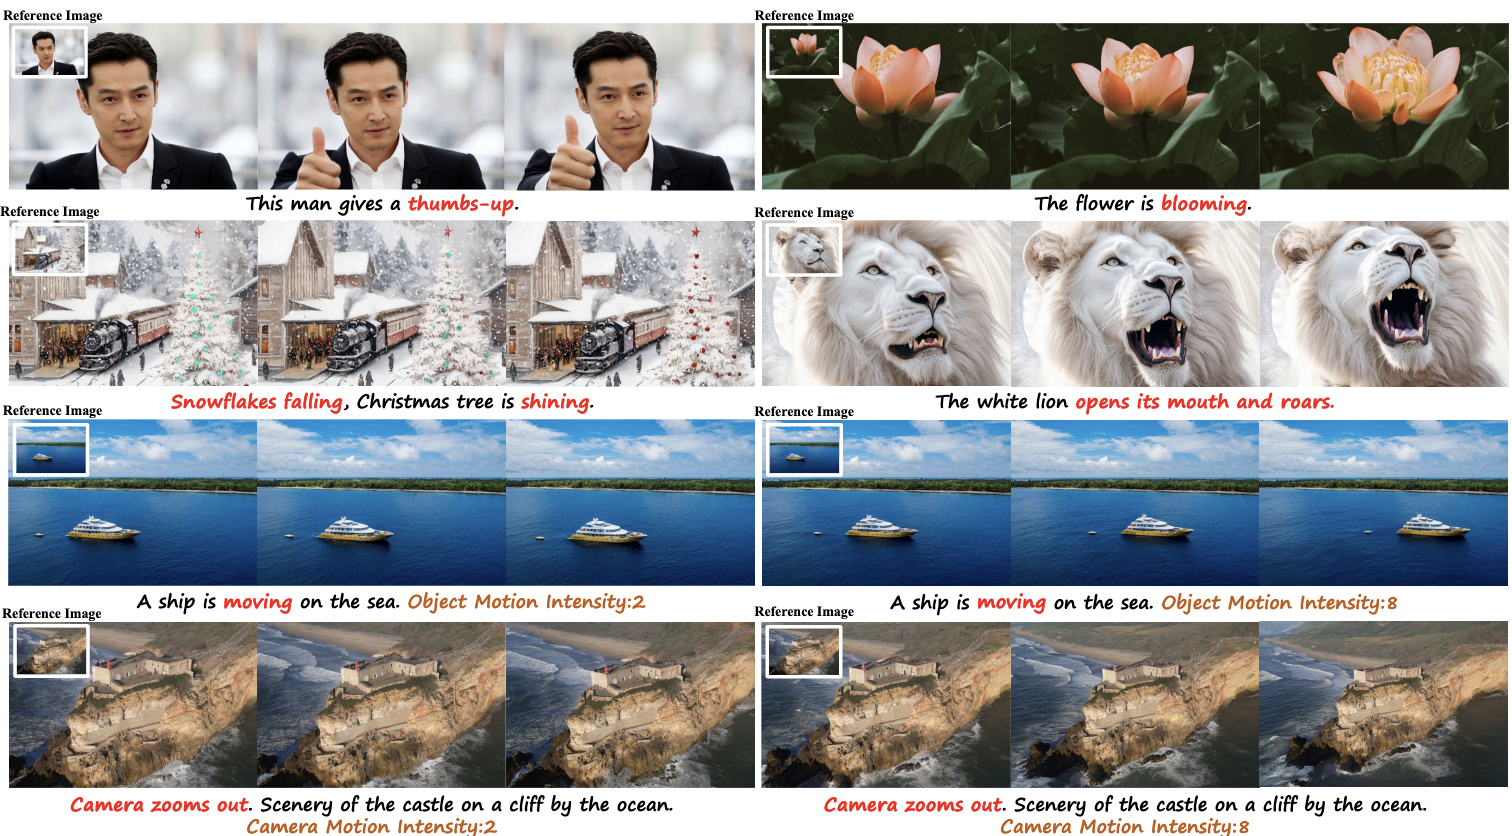 Reference Image
Reference Image
This man gives a thumbs-up.
The flower is blooming.
Reference Image
Reference Image
Snowflakes falling, Christmas tree is shining.
The white lion opens its mouth and roars.
Reference Image
Reference Image
A ship is moving on the sea. Object Motion Intensity:2
A ship is moving on the sea. Object Motion Intensity:8
Reference Image
Reference Image
Camera zooms out. Scenery of the castle on a cliff by the ocean.
Camera Motion Intensity:2
Camera zooms out. Scenery of the castle on a cliff by the ocean.
Camera Motion Intensity:8